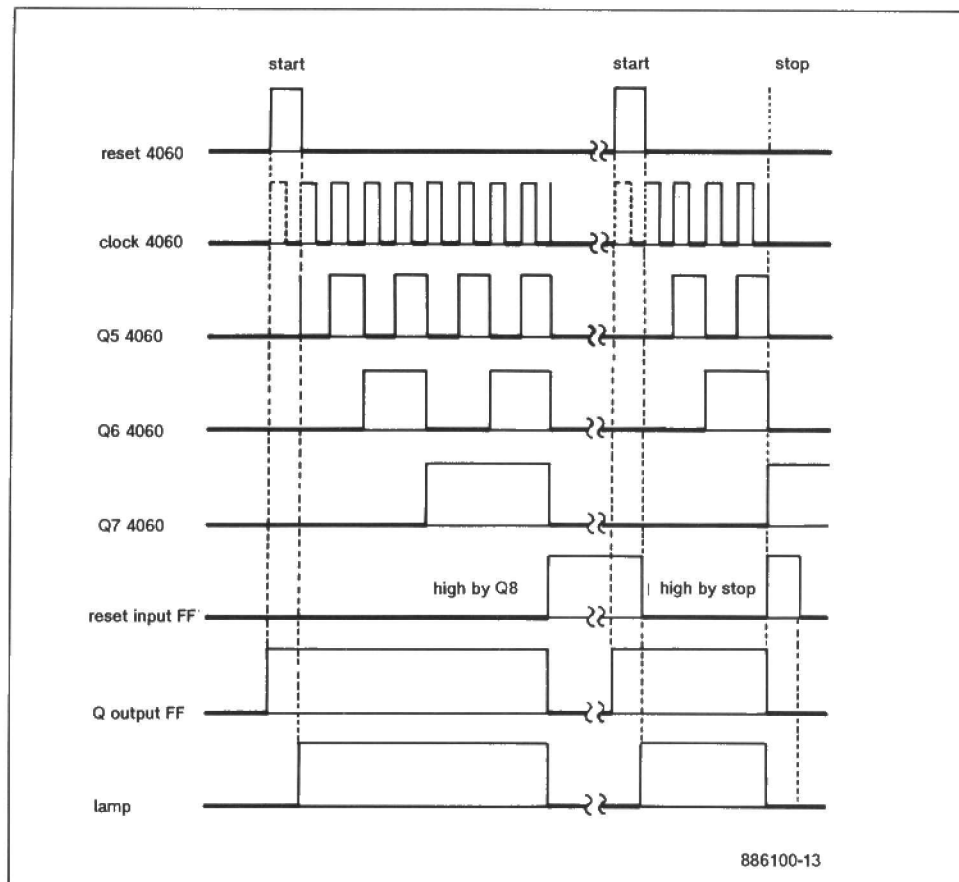 start start stop
reset 4060
clock 4060
Q5 4060
Q6 4060
Q7 4060
high by Q8 high by stop
reset input FF
Q output FF
lamp
886100-13